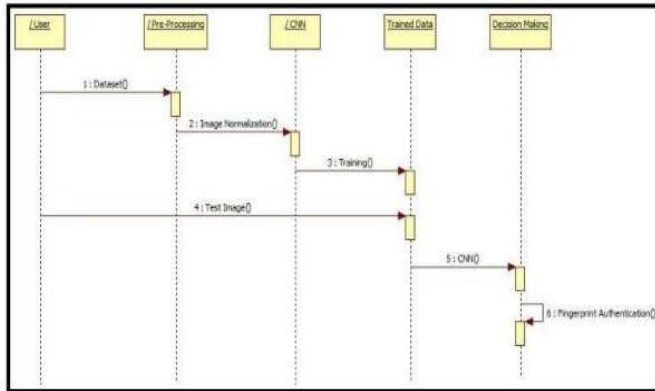 /User
/Pre-Processing
/CNN
Trained Data
Decision Making
1 : Dataset()
2 : Image Normalization()
3 : Training()
4 : Test Image()
5 : CNN()
6 : Fingerprint Authentication()